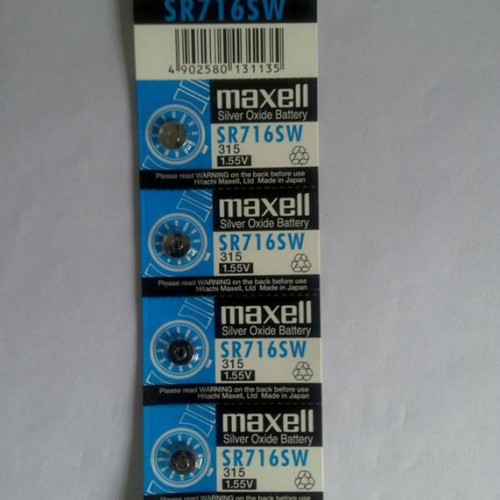 SR716SW
4 902580 131135
maxell
Silver Oxide Battery
SR716SW
315
1.55V
Please read WARNING on the back before use
Hitachi Maxell, Ltd Made in Japan
maxell
Silver Oxide Battery
SR716SW
315
1.55V
Please read WARNING on the back before use
Hitachi Maxell, Ltd Made in Japan
maxell
Silver Oxide Battery
SR716SW
315
1.55V
Please read WARNING on the back before use
Hitachi Maxell, Ltd Made in Japan
maxell
Silver Oxide Battery
SR716SW
315
1.55V